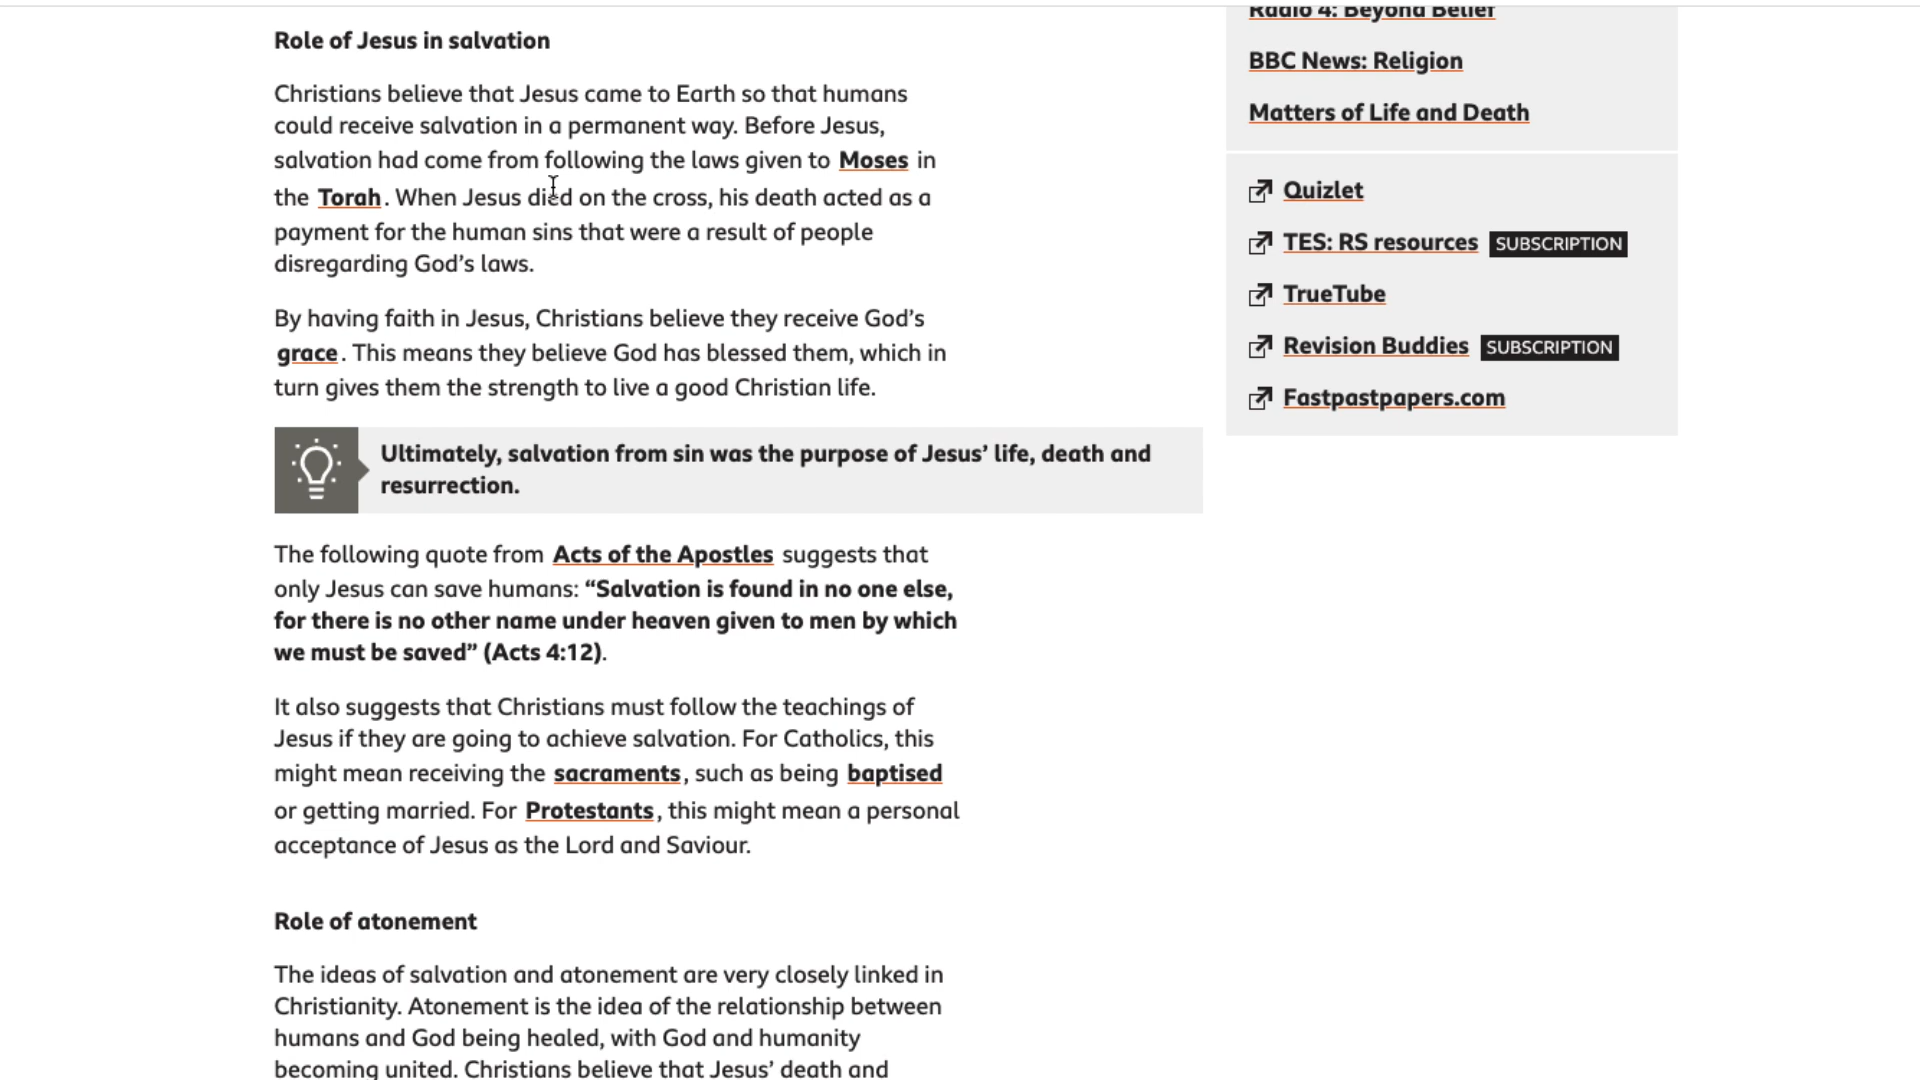 Role of Jesus in salvation
Christians believe that Jesus came to Earth so that humans
could receive salvation in a permanent way. Before Jesus,
salvation had come from following the laws given to Moses in
the Torah. When Jesus died on the cross, his death acted as a
payment for the human sins that were a result of people
disregarding God’s laws.
By having faith in Jesus, Christians believe they receive God’s
grace. This means they believe God has blessed them, which in
turn gives them the strength to live a good Christian life.
Ultimately, salvation from sin was the purpose of Jesus’ life, death and
resurrection.
The following quote from Acts of the Apostles suggests that
only Jesus can save humans: “Salvation is found in no one else,
for there is no other name under heaven given to men by which
we must be saved” (Acts 4:12).
It also suggests that Christians must follow the teachings of
Jesus if they are going to achieve salvation. For Catholics, this
might mean receiving the sacraments, such as being baptised
or getting married. For Protestants, this might mean a personal
acceptance of Jesus as the Lord and Saviour.
Role of atonement
The ideas of salvation and atonement are very closely linked in
Christianity. Atonement is the idea of the relationship between
humans and God being healed, with God and humanity
becoming united. Christians believe that Jesus’ death and
Radio 4: Beyond Belief
BBC News: Religion
Matters of Life and Death
Quizlet
TES: RS resources SUBSCRIPTION
TrueTube
Revision Buddies SUBSCRIPTION
Fastpastpapers.com